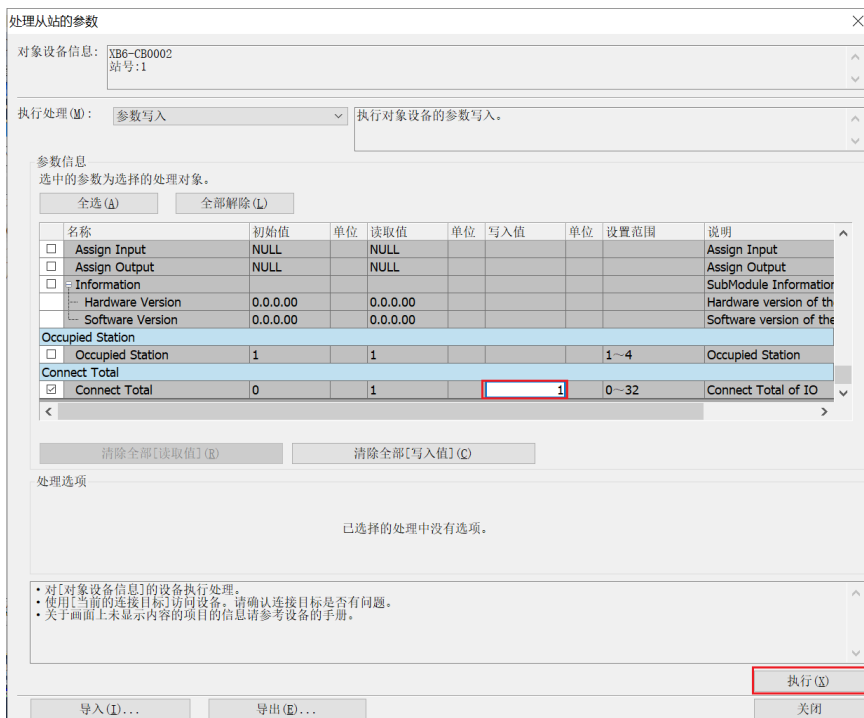 处理从站的参数
对象设备信息: XB6-CB0002
站号:1
执行处理(M): 参数写入 执行对象设备的参数写入。
参数信息
选中的参数为选择的处理对象。
全选(A) 全部解除(L)
名称 初始值 单位 读取值 单位 写入值 单位 设置范围 说明
Assign Input NULL NULL Assign Input
Assign Output NULL NULL Assign Output
Information SubModule Information
Hardware Version 0.0.0.00 0.0.0.00 Hardware version of the
Software Version 0.0.0.00 0.0.0.00 Software version of the
Occupied Station
Occupied Station 1 1 1~4 Occupied Station
Connect Total
Connect Total 0 1 1 0~32 Connect Total of IO
清除全部[读取值](R) 清除全部[写入值](C)
处理选项
已选择的处理中没有选项。
・对[对象设备信息]的设备执行处理。
・使用[当前的连接目标]访问设备。请确认连接目标是否有问题。
・关于画面上未显示内容的项目的信息请参考设备的手册。
执行(X)
导入(I)... 导出(E)... 关闭